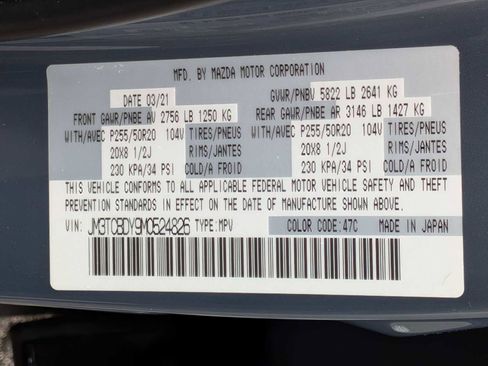 MFD. BY MAZDA MOTOR CORPORATION
DATE 03/21 GVWR/PNBV 5822 LB 2641 KG
FRONT GAWR/PNBE AV 2756 LB 1250 KG REAR GAWR/PNBE AR 3146 LB 1427 KG
WITH/AVEC P255/50R20 104V TIRES/PNEUS WITH/AVEC P255/50R20 104V TIRES/PNEUS
20X8 1/2J RIMS/JANTES 20X8 1/2J RIMS/JANTES
230 KPA/34 PSI COLD/A FROID 230 KPA/34 PSI COLD/A FROID
THIS VEHICLE CONFORMS TO ALL APPLICABLE FEDERAL MOTOR VEHICLE SAFETY AND THEFT
PREVENTION STANDARDS IN EFFECT ON THE DATE OF MANUFACTURE SHOWN ABOVE.
VIN: JM3TCBDY9M0524826 TYPE: MPV COLOR CODE: 47C MADE IN JAPAN